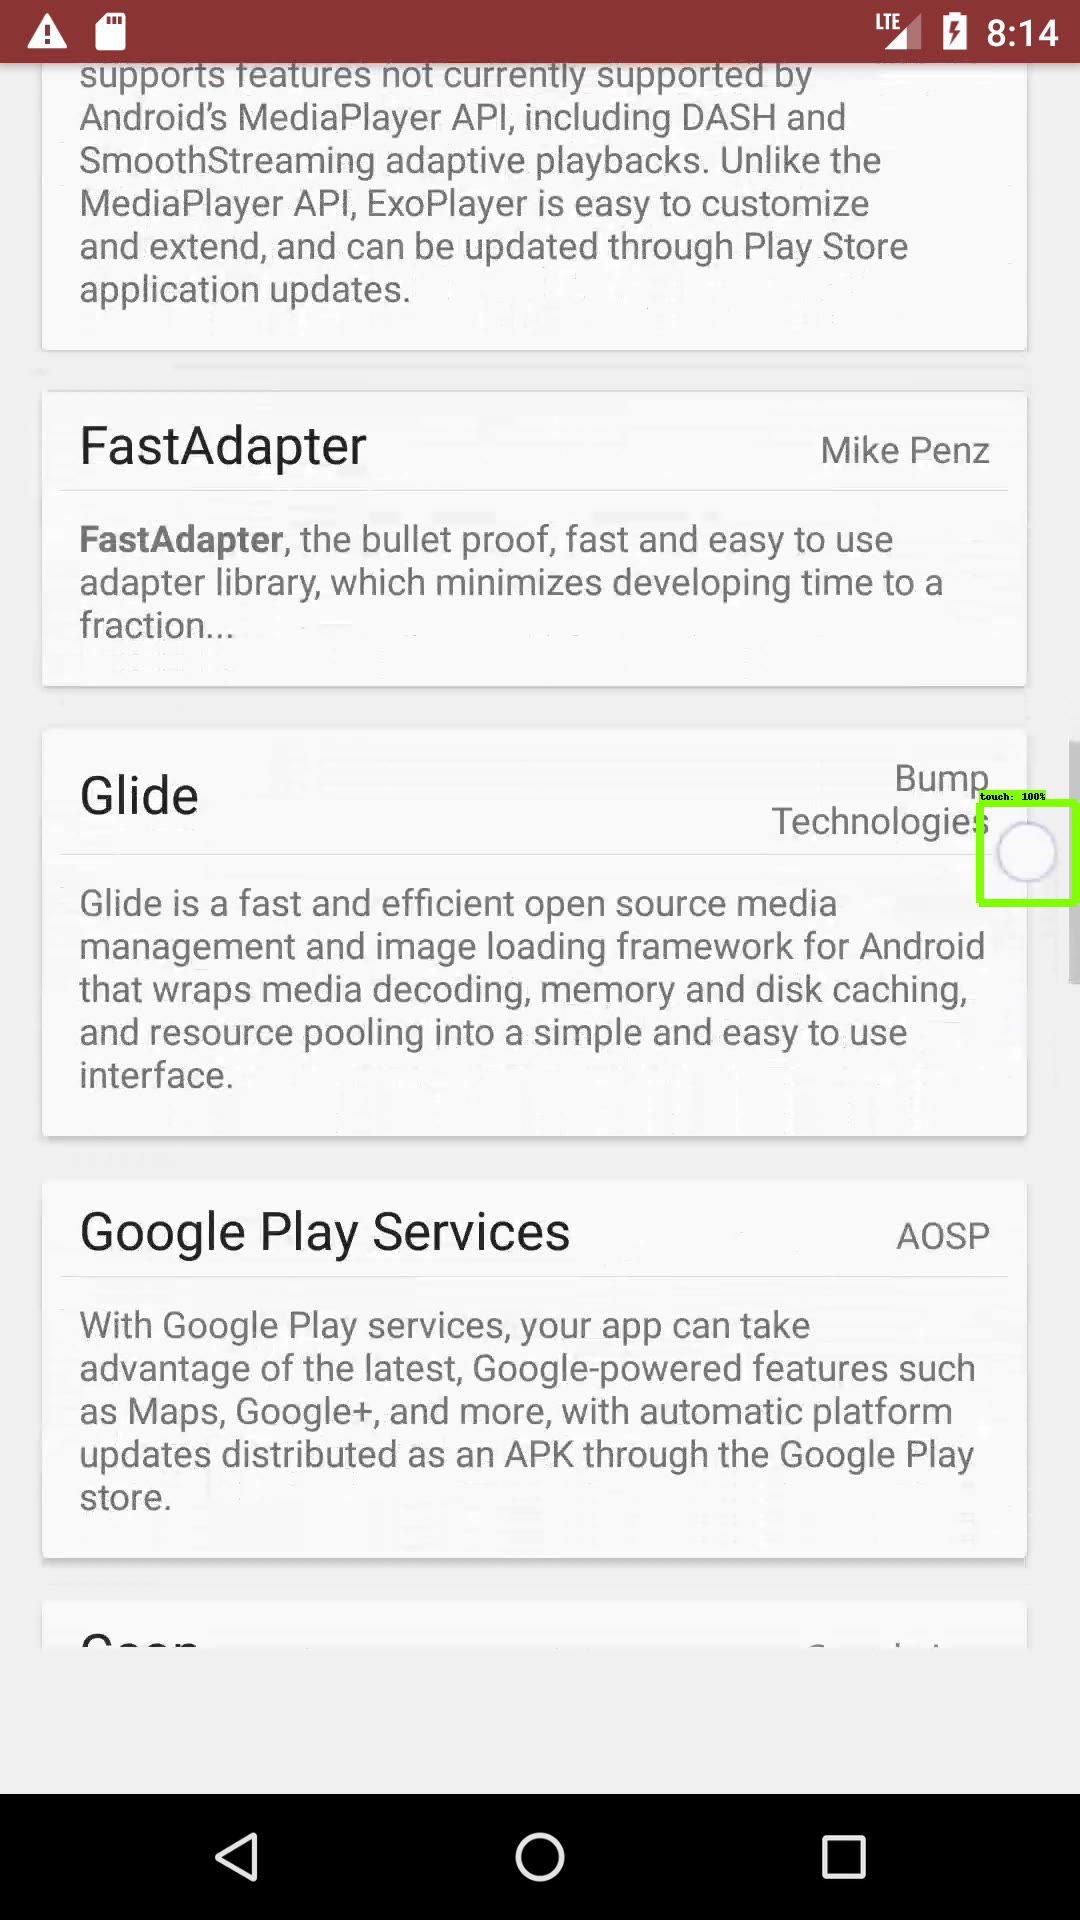 LTE 8:14
supports features not currently supported by
Android's MediaPlayer API, including DASH and
SmoothStreaming adaptive playbacks. Unlike the
MediaPlayer API, ExoPlayer is easy to customize
and extend, and can be updated through Play Store
application updates.
FastAdapter
Mike Penz
FastAdapter, the bullet proof, fast and easy to use
adapter library, which minimizes developing time to a
fraction...
Glide
Bump
Technologies
touch: 100%
Glide is a fast and efficient open source media
management and image loading framework for Android
that wraps media decoding, memory and disk caching,
and resource pooling into a simple and easy to use
interface.
Google Play Services
AOSP
With Google Play services, your app can take
advantage of the latest, Google-powered features such
as Maps, Google+, and more, with automatic platform
updates distributed as an APK through the Google Play
store.